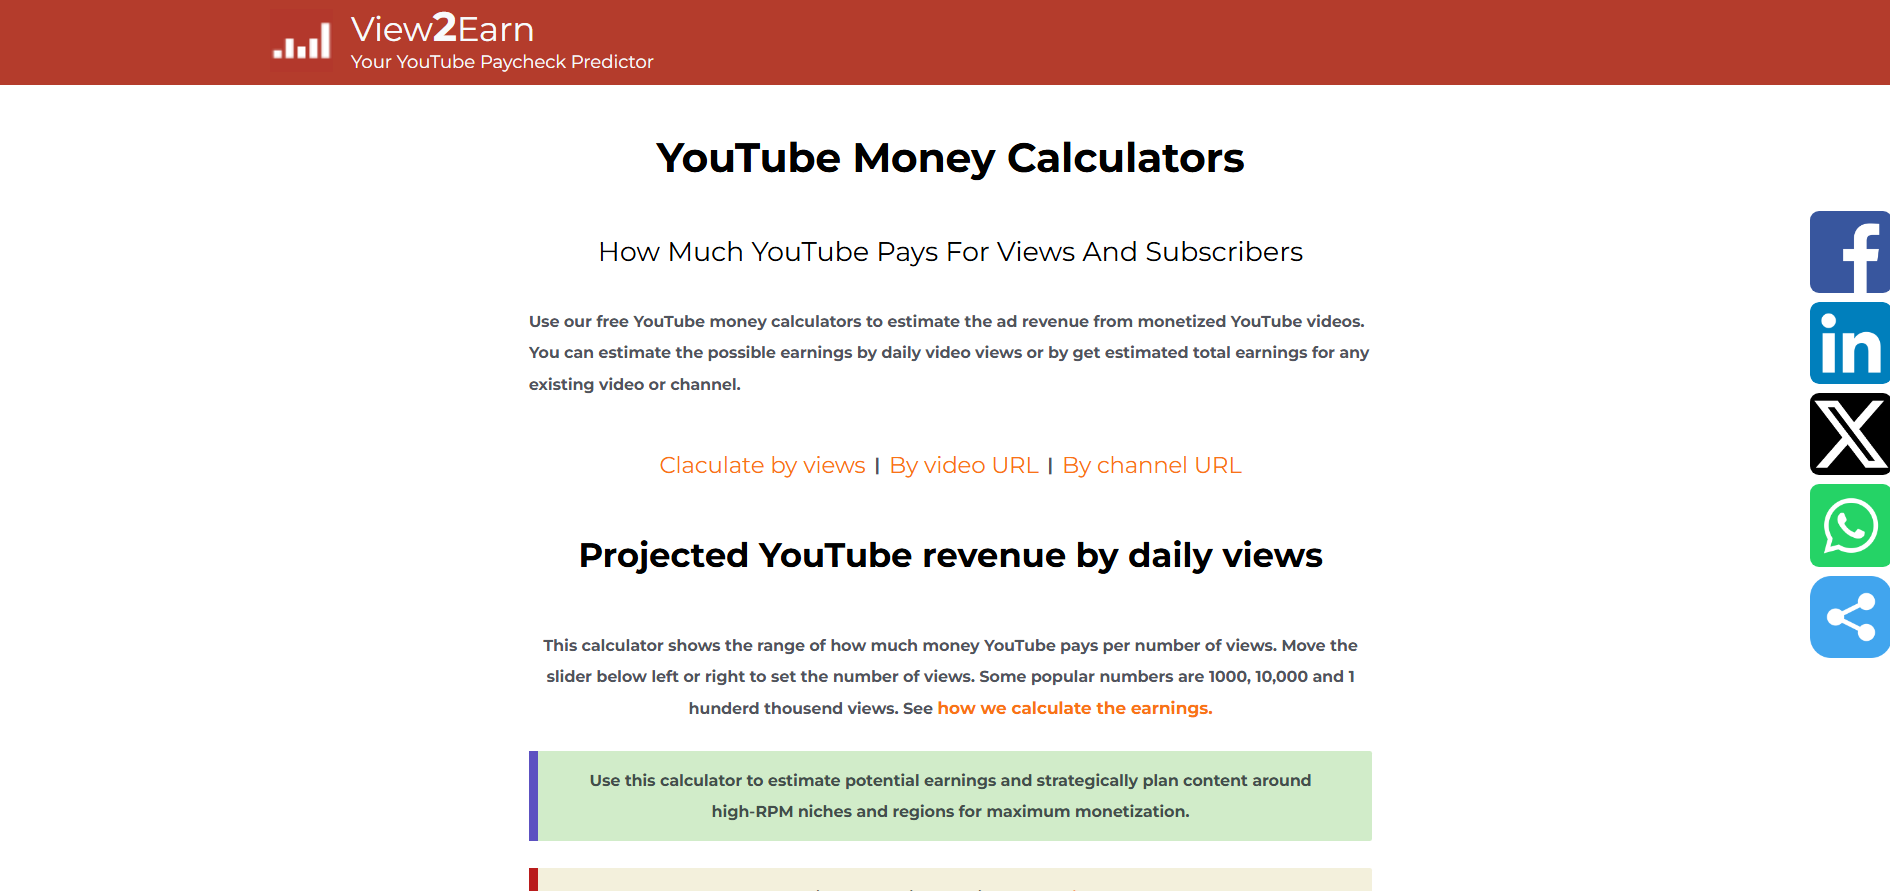 View2Earn
Your YouTube Paycheck Predictor
YouTube Money Calculators
How Much YouTube Pays For Views And Subscribers
Use our free YouTube money calculators to estimate the ad revenue from monetized YouTube videos.
You can estimate the possible earnings by daily video views or by get estimated total earnings for any
existing video or channel.
Claculate by views | By video URL | By channel URL
Projected YouTube revenue by daily views
This calculator shows the range of how much money YouTube pays per number of views. Move the
slider below left or right to set the number of views. Some popular numbers are 1000, 10,000 and 1
hunderd thousend views. See how we calculate the earnings.
Use this calculator to estimate potential earnings and strategically plan content around
high-RPM niches and regions for maximum monetization.